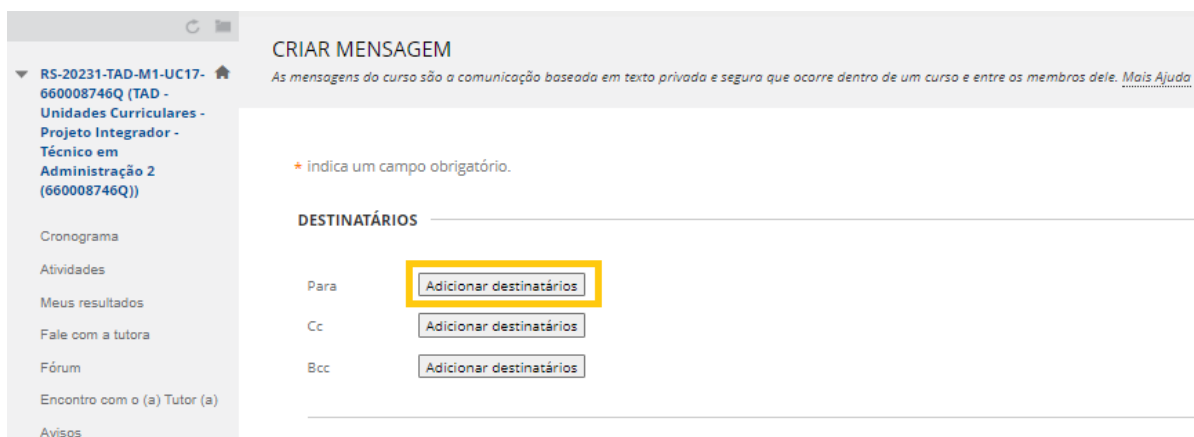 RS-20231-TAD-M1-UC17-
660008746Q (TAD -
Unidades Curriculares -
Projeto Integrador -
Técnico em
Administração 2
(660008746Q))
Cronograma
Atividades
Meus resultados
Fale com a tutora
Fórum
Encontro com o (a) Tutor (a)
Avisos
CRIAR MENSAGEM
As mensagens do curso são a comunicação baseada em texto privada e segura que ocorre dentro de um curso e entre os membros dele. Mais Ajuda
* indica um campo obrigatório.
DESTINATÁRIOS
Para Adicionar destinatários
Cc Adicionar destinatários
Bcc Adicionar destinatários